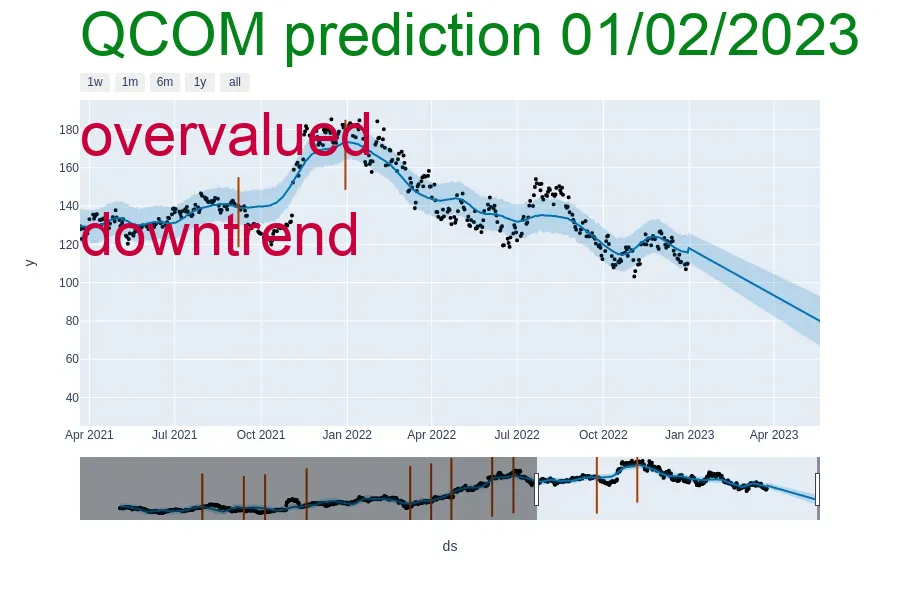 QCOM prediction 01/02/2023
1w 1m 6m 1y all
overvalued
downtrend
180
160
140
120
100
80
60
40
y
Apr 2021 Jul 2021 Oct 2021 Jan 2022 Apr 2022 Jul 2022 Oct 2022 Jan 2023 Apr 2023
ds